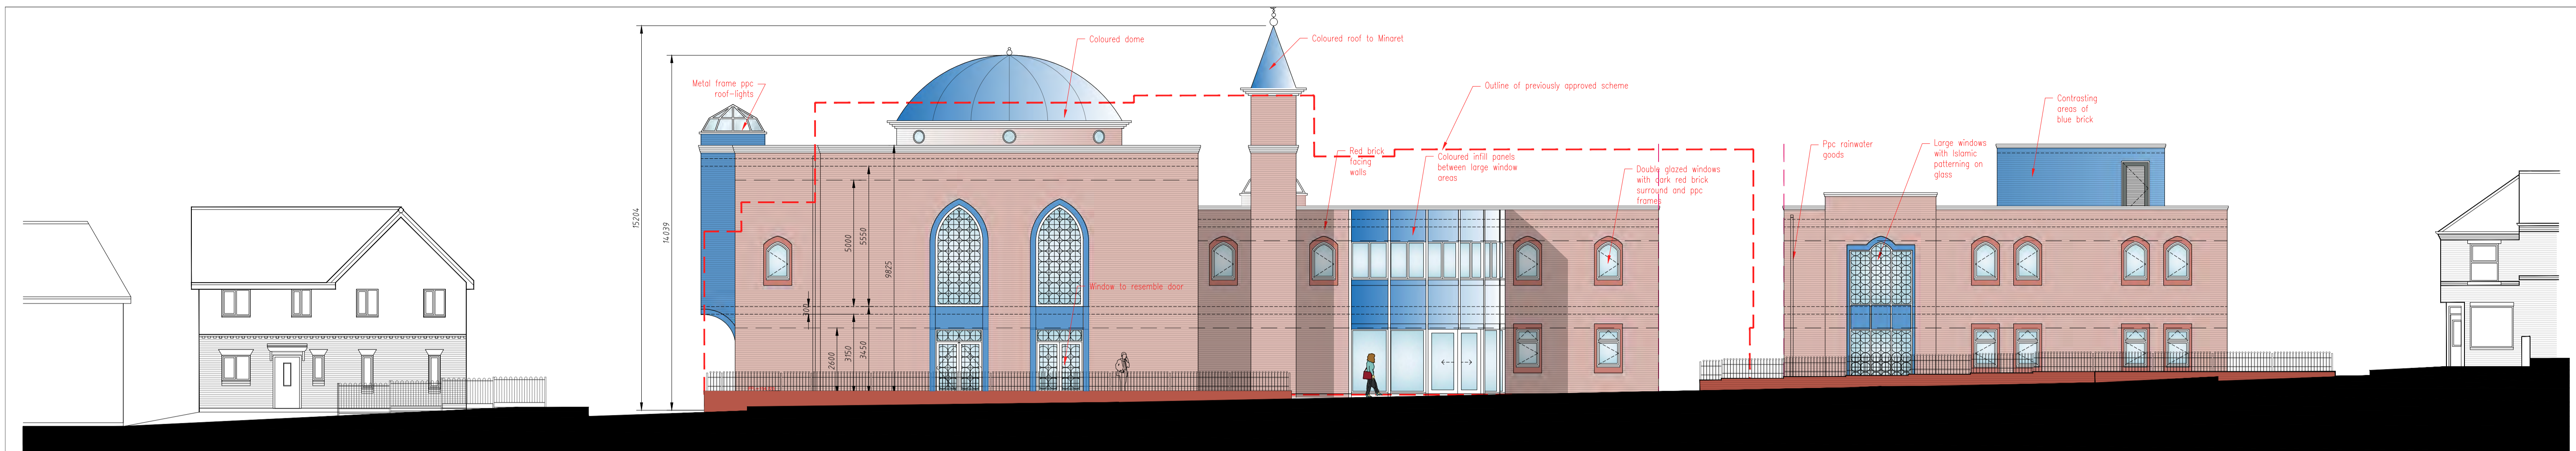 Coloured dome
Coloured roof to Minaret
Metal frame ppc
roof-lights
Outline of previously approved scheme
Contrasting
areas of
blue brick
Red brick
facing
walls
Coloured infill panels
between large window
areas
Double glazed windows
with dark red brick
surround and ppc
frames
Ppc rainwater
goods
Large windows
with Islamic
patterning on
glass
Window to resemble door
15204
14039
5000
5550
9825
300
2600
3150
3450